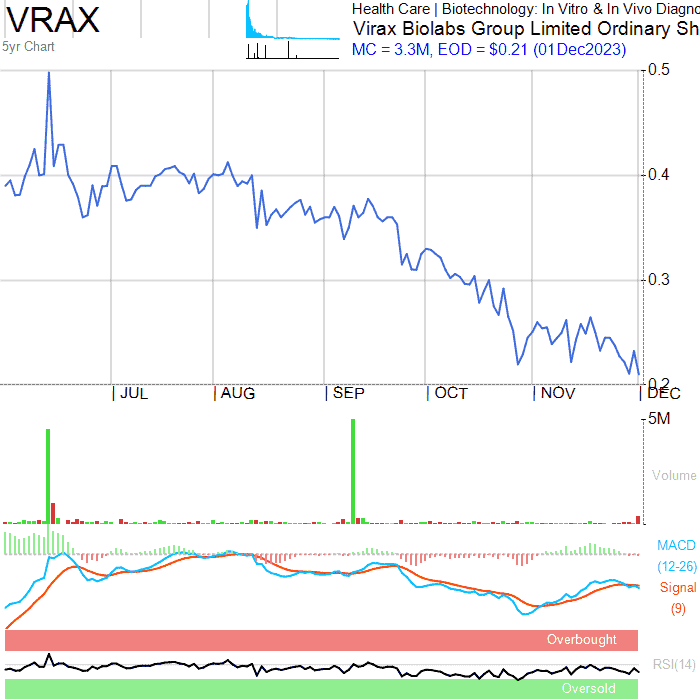 VRAX
5yr Chart
Health Care | Biotechnology: In Vitro & In Vivo Diagno
Virax Biolabs Group Limited Ordinary Sh
MC = 3.3M, EOD = $0.21 (01Dec2023)
0.5
0.4
0.3
0.2
JUL AUG SEP OCT NOV DEC
5M
Volume
MACD
(12-26)
Signal
(9)
Overbought
RSI(14)
Oversold